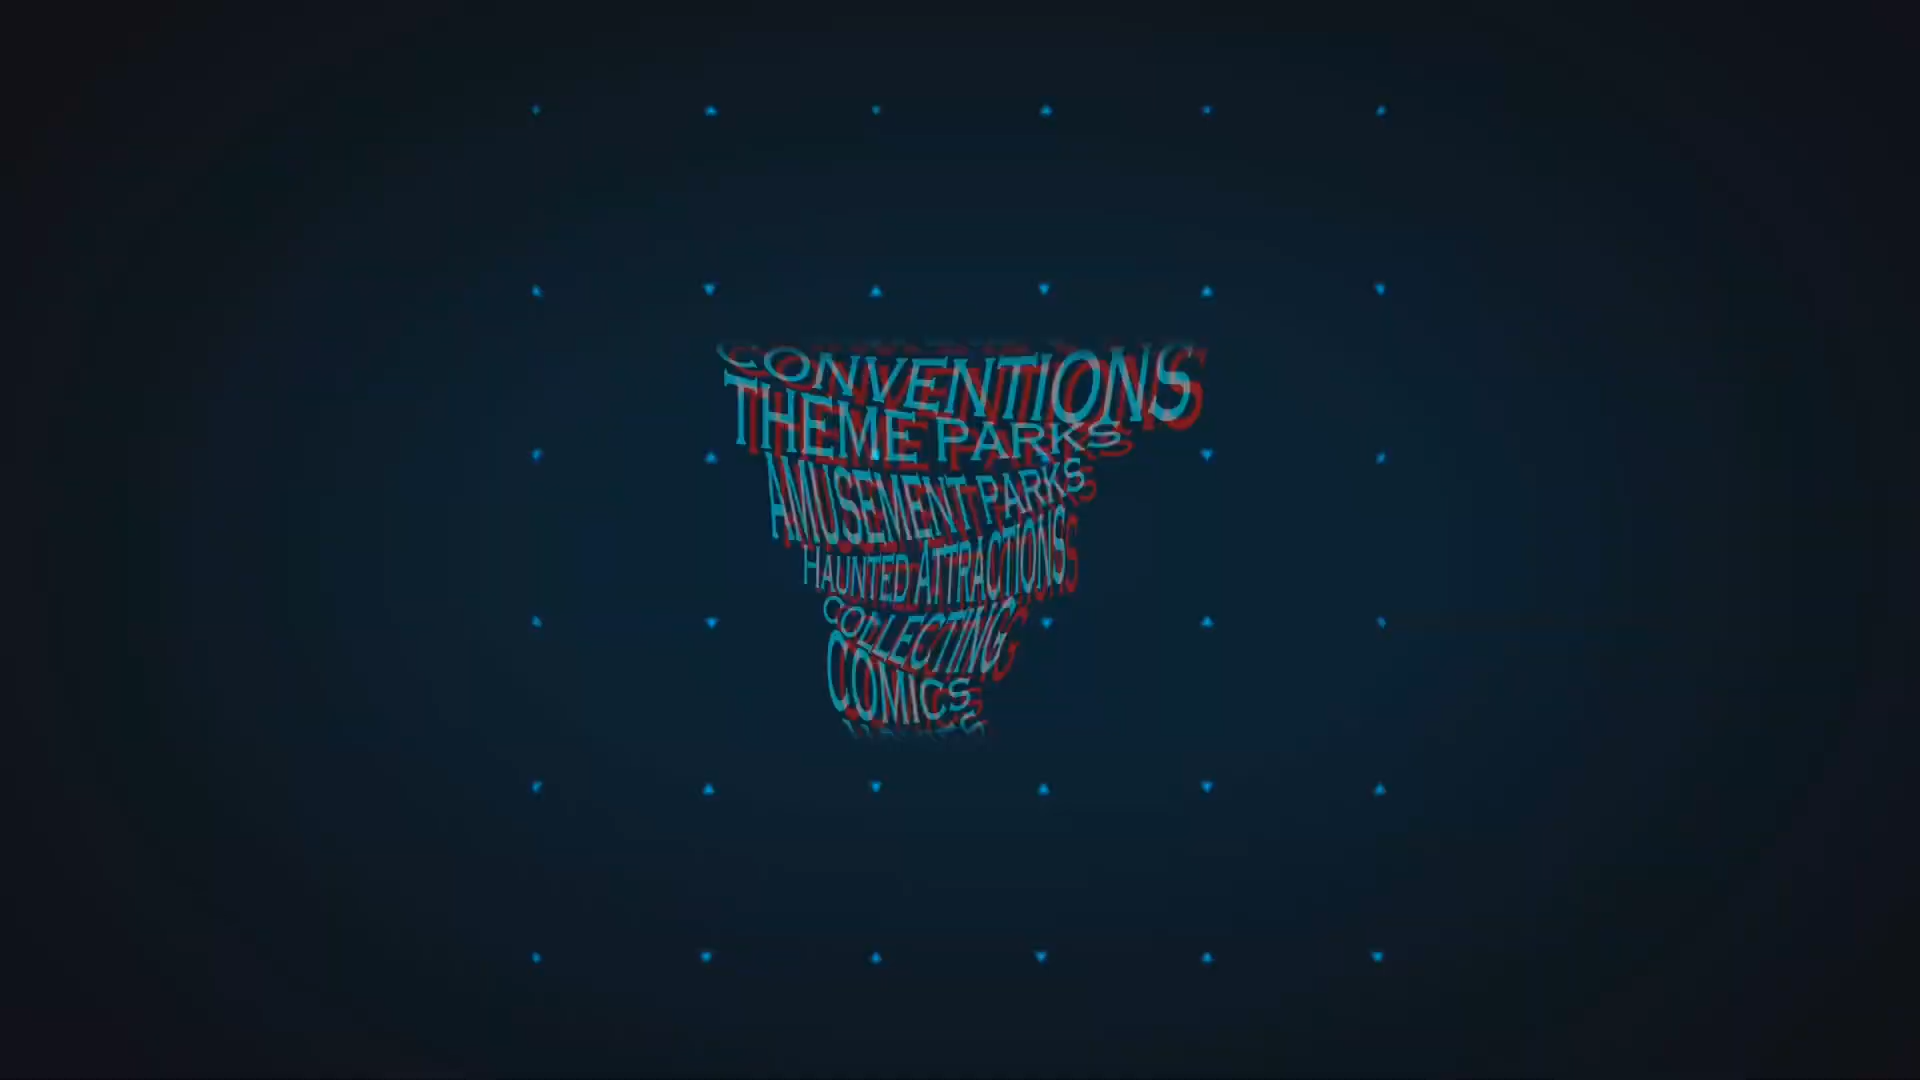 CONVENTIONS
THEME PARKS
AMUSEMENT PARKS
HAUNTED ATTRACTIONS
COLLECTING
COMICS